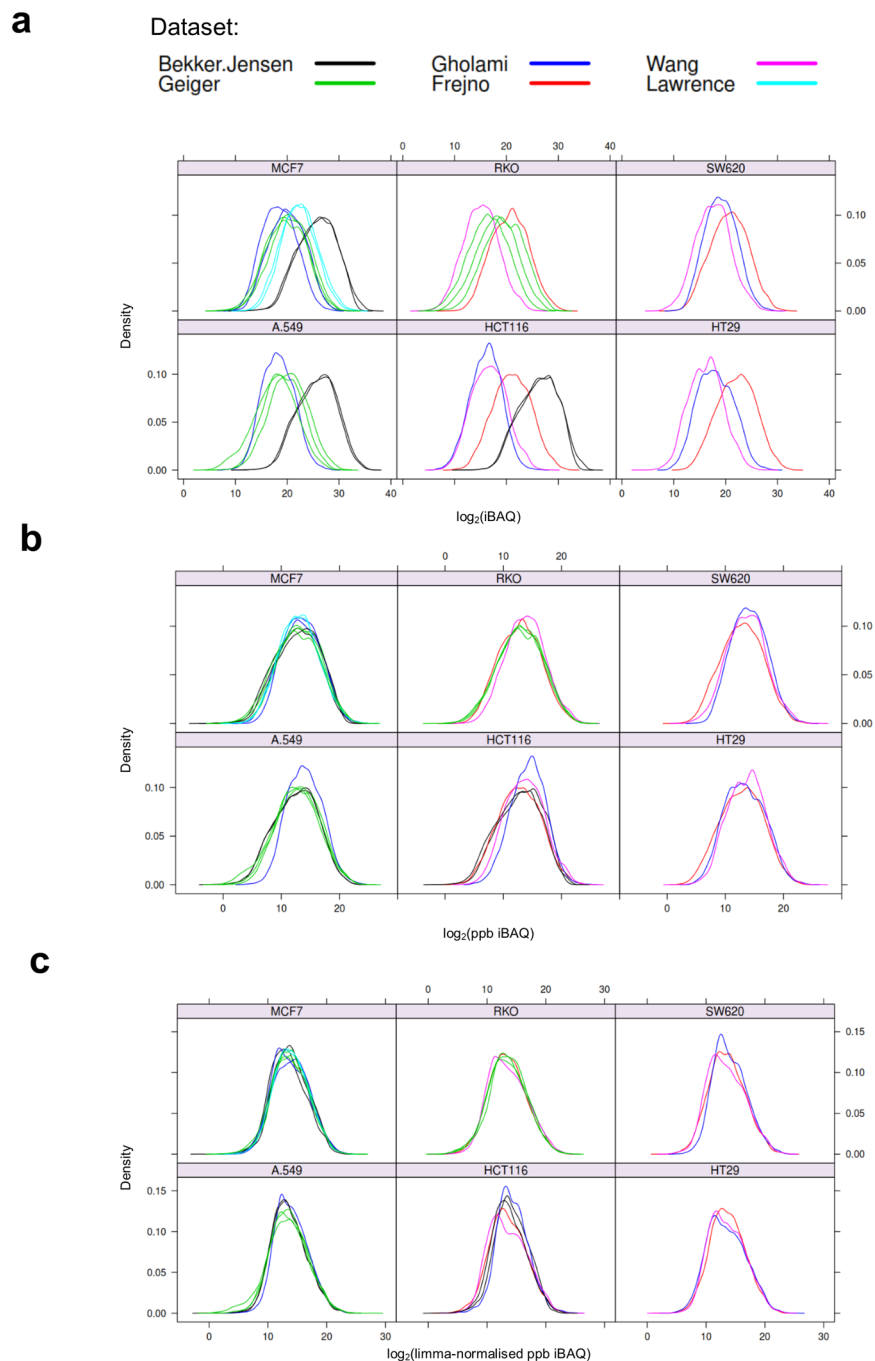 a
Dataset:
Bekker.Jensen Gholami Wang
Geiger Frejno Lawrence
0 10 20 30 40
MCF7 RKO SW620
0.10
0.05
0.00
A.549 HCT116 HT29
0.10
0.05
0.00
0 10 20 30 40 0 10 20 30 40
Density
log2(iBAQ)
b
0 10 20
MCF7 RKO SW620
0.10
0.05
0.00
A.549 HCT116 HT29
0.10
0.05
0.00
0 10 20 0 10 20
Density
log₂(ppb iBAQ)
c
0 10 20 30
MCF7 RKO SW620
0.15
0.10
0.05
0.00
A.549 HCT116 HT29
0.15
0.10
0.05
0.00
0 10 20 30 0 10 20 30
Density
log₂(limma-normalised ppb iBAQ)